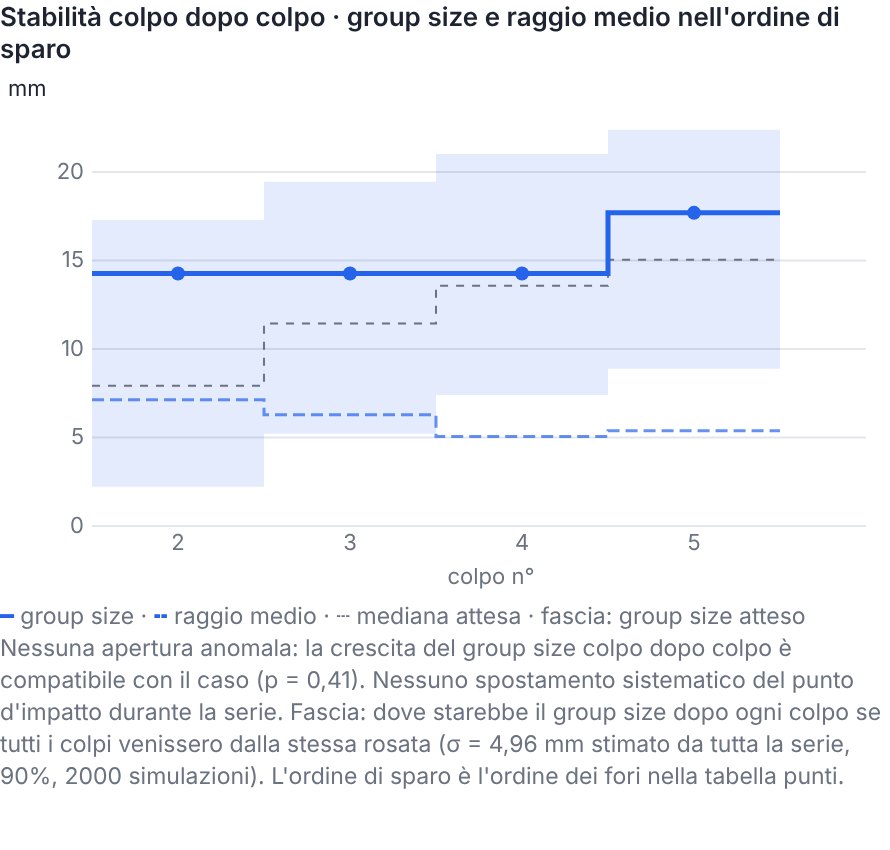 Stabilità colpo dopo colpo · group size e raggio medio nell'ordine di
sparo
mm
20
15
10
5
0
2 3 4 5
colpo n°
group size · raggio medio · mediana attesa · fascia: group size atteso
Nessuna apertura anomala: la crescita del group size colpo dopo colpo è
compatibile con il caso (p = 0,41). Nessuno spostamento sistematico del punto
d'impatto durante la serie. Fascia: dove starebbe il group size dopo ogni colpo se
tutti i colpi venissero dalla stessa rosata (σ = 4,96 mm stimato da tutta la serie,
90%, 2000 simulazioni). L'ordine di sparo è l'ordine dei fori nella tabella punti.